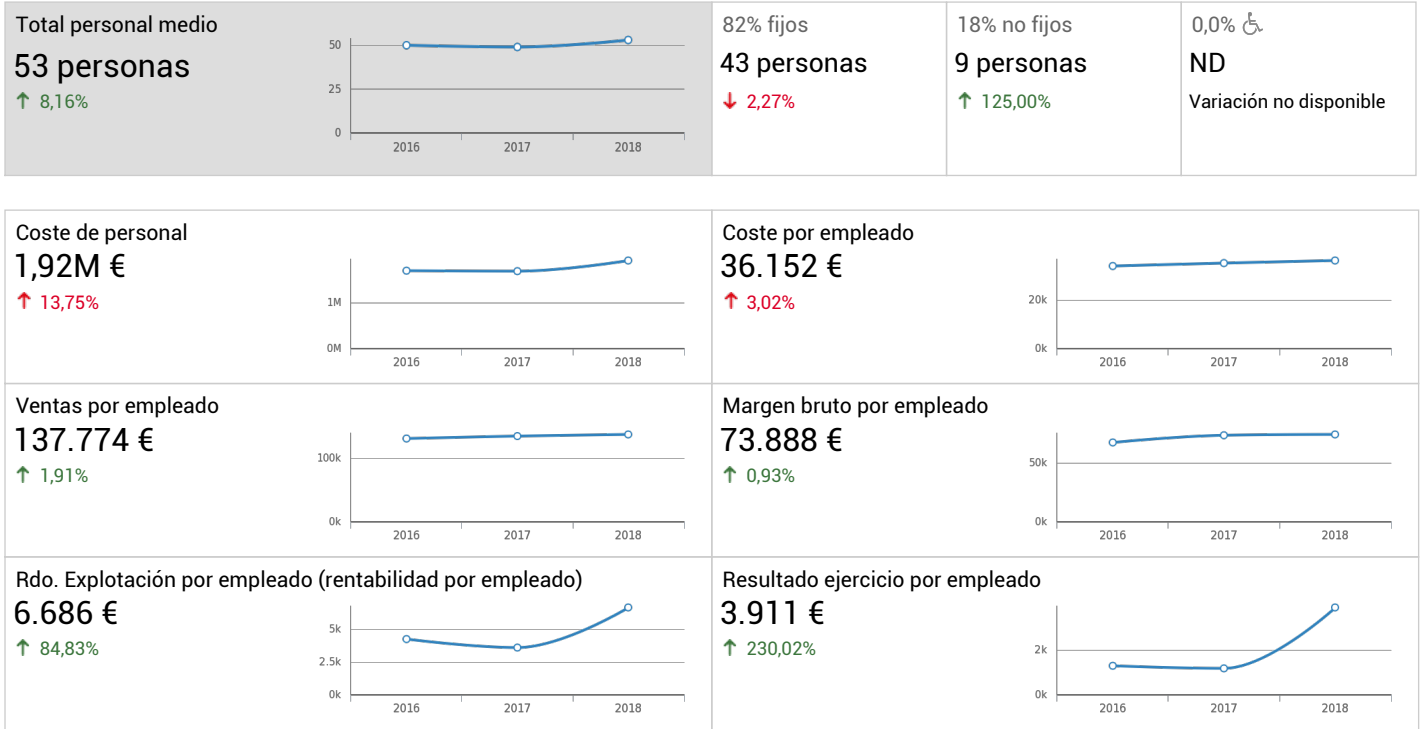 Total personal medio
53 personas
↑ 8,16%
50
25
0
2016 2017 2018
82% fijos
43 personas
↓ 2,27%
18% no fijos
9 personas
↑ 125,00%
0,0%
ND
Variación no disponible
Coste de personal
1,92M €
↑ 13,75%
1M
0M
2016 2017 2018
Coste por empleado
36.152 €
↑ 3,02%
20k
0k
2016 2017 2018
Ventas por empleado
137.774 €
↑ 1,91%
100k
0k
2016 2017 2018
Margen bruto por empleado
73.888 €
↑ 0,93%
50k
0k
2016 2017 2018
Rdo. Explotación por empleado (rentabilidad por empleado)
6.686 €
↑ 84,83%
5k
2.5k
0k
2016 2017 2018
Resultado ejercicio por empleado
3.911 €
↑ 230,02%
2k
0k
2016 2017 2018